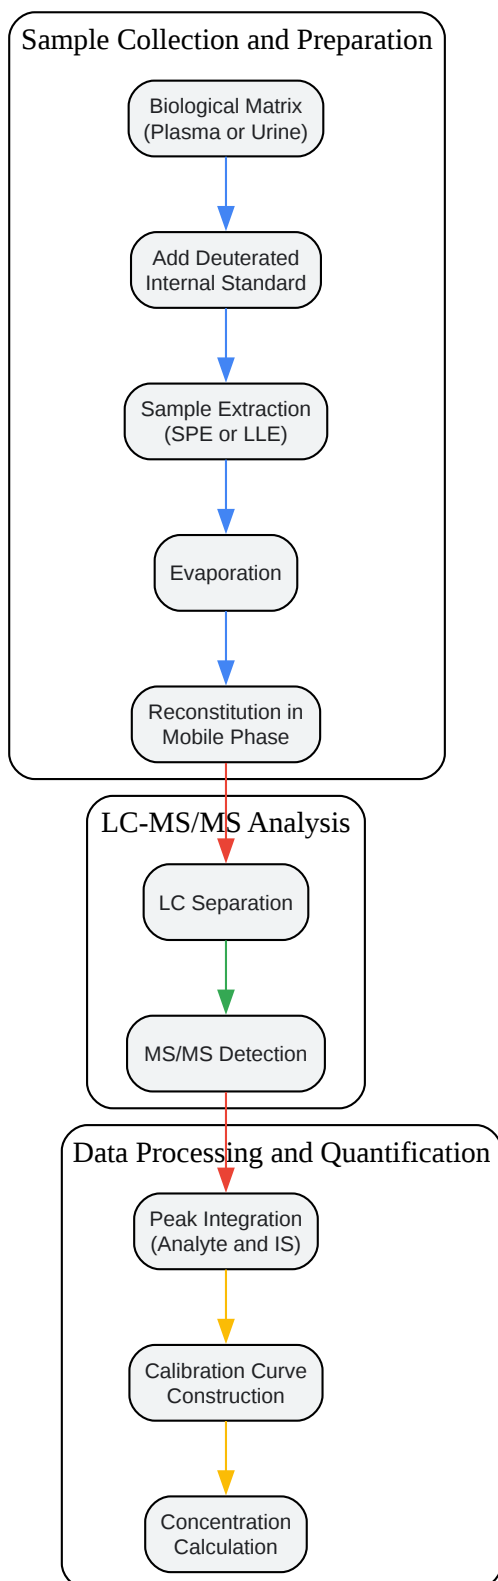 Sample Collection and Preparation
Biological Matrix
(Plasma or Urine)
Add Deuterated
Internal Standard
Sample Extraction
(SPE or LLE)
Evaporation
Reconstitution in
Mobile Phase
LC-MS/MS Analysis
LC Separation
MS/MS Detection
Data Processing and Quantification
Peak Integration
(Analyte and IS)
Calibration Curve
Construction
Concentration
Calculation